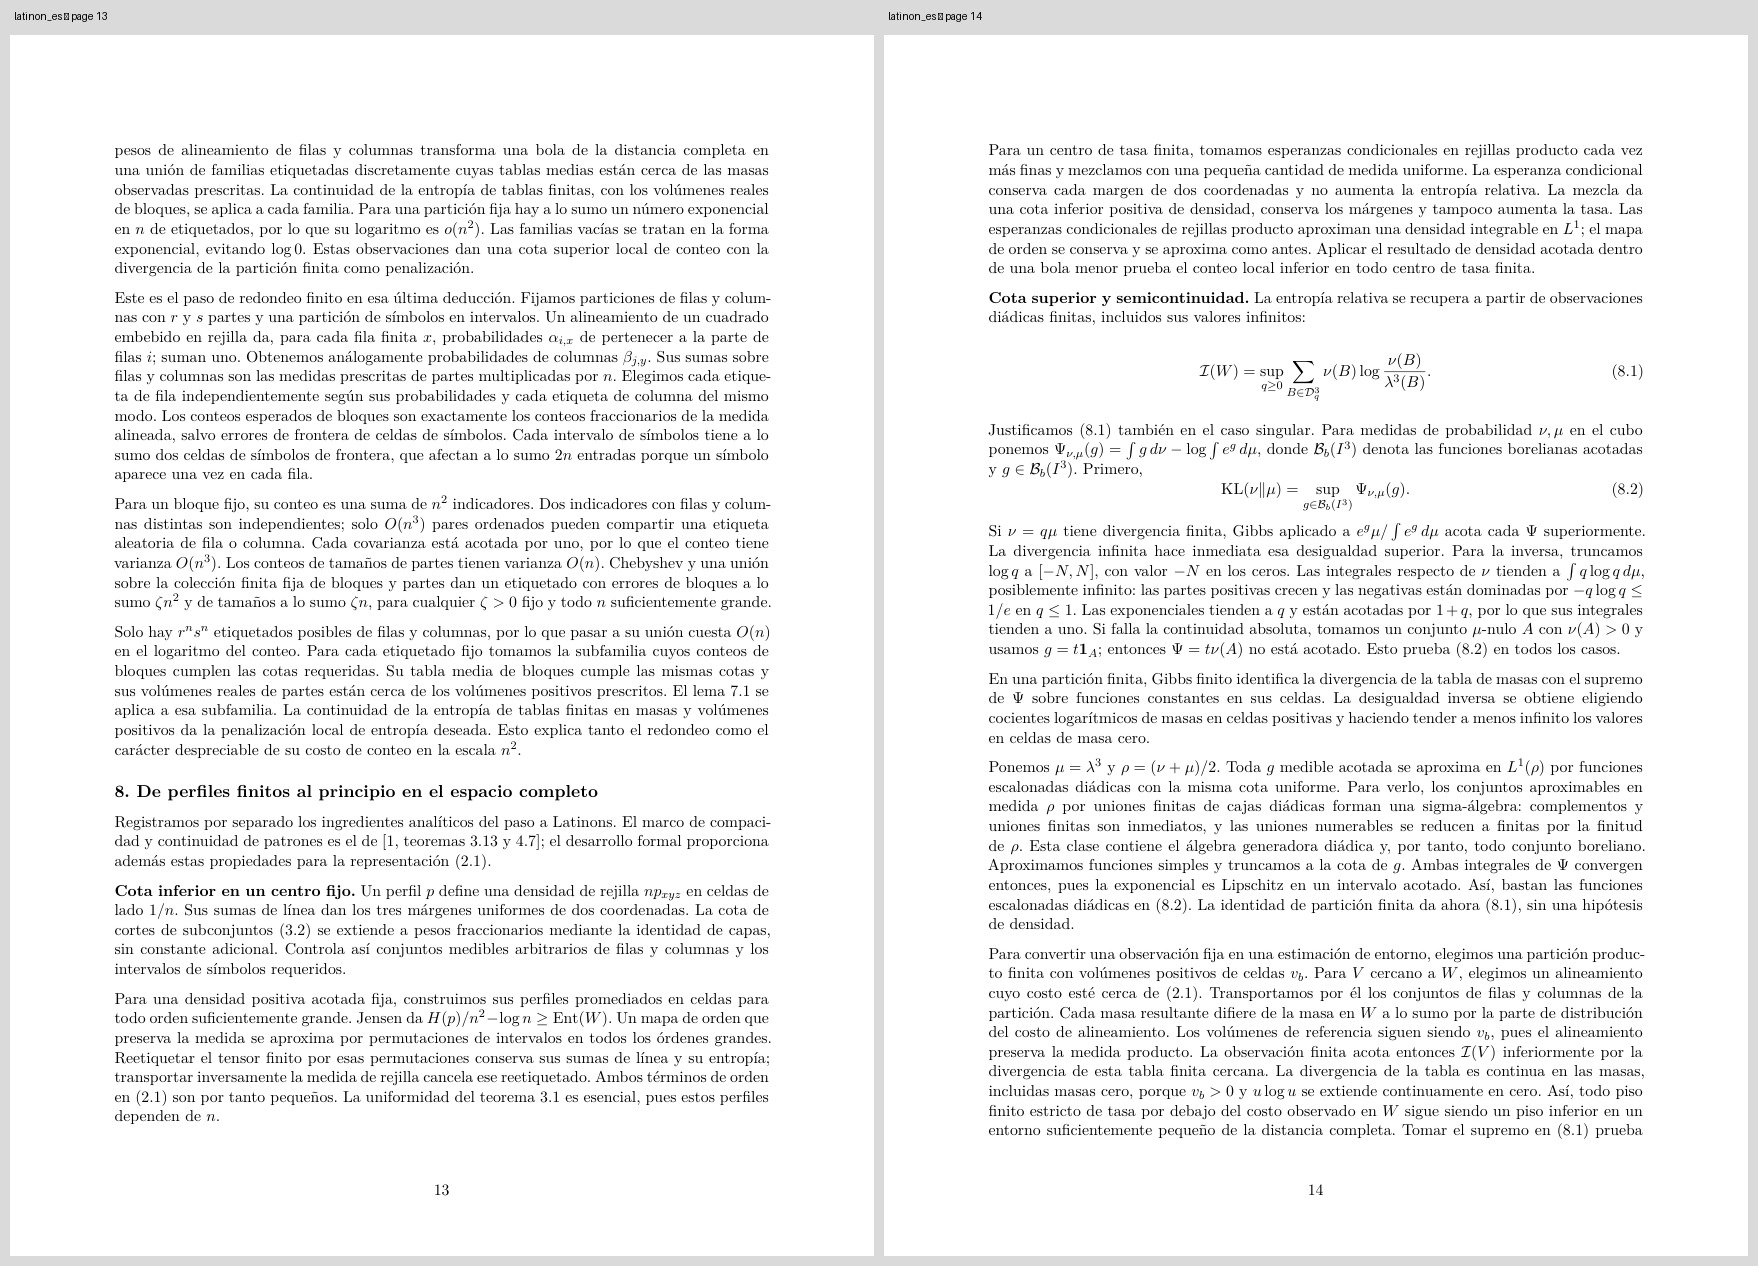 latinon_es▯page 13
pesos de alineamiento de filas y columnas transforma una bola de la distancia completa en
una unión de familias etiquetadas discretamente cuyas tablas medias están cerca de las masas
observadas prescritas. La continuidad de la entropía de tablas finitas, con los volúmenes reales
de bloques, se aplica a cada familia. Para una partición fija hay a lo sumo un número exponencial
en n de etiquetados, por lo que su logaritmo es o(n²). Las familias vacías se tratan en la forma
exponencial, evitando log 0. Estas observaciones dan una cota superior local de conteo con la
divergencia de la partición finita como penalización.
Este es el paso de redondeo finito en esa última deducción. Fijamos particiones de filas y colum-
nas con r y s partes y una partición de símbolos en intervalos. Un alineamiento de un cuadrado
embebido en rejilla da, para cada fila finita x, probabilidades α_{i,x} de pertenecer a la parte de
filas i; suman uno. Obtenemos análogamente probabilidades de columnas β_{j,y}. Sus sumas sobre
filas y columnas son las medidas prescritas de partes multiplicadas por n. Elegimos cada etique-
ta de fila independientemente según sus probabilidades y cada etiqueta de columna del mismo
modo. Los conteos esperados de bloques son exactamente los conteos fraccionarios de la medida
alineada, salvo errores de frontera de celdas de símbolos. Cada intervalo de símbolos tiene a lo
sumo dos celdas de símbolos de frontera, que afectan a lo sumo 2n entradas porque un símbolo
aparece una vez en cada fila.
Para un bloque fijo, su conteo es una suma de n² indicadores. Dos indicadores con filas y colum-
nas distintas son independientes; solo O(n³) pares ordenados pueden compartir una etiqueta
aleatoria de fila o columna. Cada covarianza está acotada por uno, por lo que el conteo tiene
varianza O(n³). Los conteos de tamaños de partes tienen varianza O(n). Chebyshev y una unión
sobre la colección finita fija de bloques y partes dan un etiquetado con errores de bloques a lo
sumo ζn² y de tamaños a lo sumo ζn, para cualquier ζ > 0 fijo y todo n suficientemente grande.
Solo hay rⁿsⁿ etiquetados posibles de filas y columnas, por lo que pasar a su unión cuesta O(n)
en el logaritmo del conteo. Para cada etiquetado fijo tomamos la subfamilia cuyos conteos de
bloques cumplen las cotas requeridas. Su tabla media de bloques cumple las mismas cotas y
sus volúmenes reales de partes están cerca de los volúmenes positivos prescritos. El lema 7.1 se
aplica a esa subfamilia. La continuidad de la entropía de tablas finitas en masas y volúmenes
positivos da la penalización local de entropía deseada. Esto explica tanto el redondeo como el
carácter despreciable de su costo de conteo en la escala n².
8. De perfiles finitos al principio en el espacio completo
Registramos por separado los ingredientes analíticos del paso a Latinons. El marco de compaci-
dad y continuidad de patrones es el de [1, teoremas 3.13 y 4.7]; el desarrollo formal proporciona
además estas propiedades para la representación (2.1).
Cota inferior en un centro fijo. Un perfil p define una densidad de rejilla np_{xyz} en celdas de
lado 1/n. Sus sumas de línea dan los tres márgenes uniformes de dos coordenadas. La cota de
cortes de subconjuntos (3.2) se extiende a pesos fraccionarios mediante la identidad de capas,
sin constante adicional. Controla así conjuntos medibles arbitrarios de filas y columnas y los
intervalos de símbolos requeridos.
Para una densidad positiva acotada fija, construimos sus perfiles promediados en celdas para
todo orden suficientemente grande. Jensen da H(p)/n² − log n ≥ Ent(W). Un mapa de orden que
preserva la medida se aproxima por permutaciones de intervalos en todos los órdenes grandes.
Reetiquetar el tensor finito por esas permutaciones conserva sus sumas de línea y su entropía;
transportar inversamente la medida de rejilla cancela ese reetiquetado. Ambos términos de orden
en (2.1) son por tanto pequeños. La uniformidad del teorema 3.1 es esencial, pues estos perfiles
dependen de n.
13
latinon_es▯page 14
Para un centro de tasa finita, tomamos esperanzas condicionales en rejillas producto cada vez
más finas y mezclamos con una pequeña cantidad de medida uniforme. La esperanza condicional
conserva cada margen de dos coordenadas y no aumenta la entropía relativa. La mezcla da
una cota inferior positiva de densidad, conserva los márgenes y tampoco aumenta la tasa. Las
esperanzas condicionales de rejillas producto aproximan una densidad integrable en L¹; el mapa
de orden se conserva y se aproxima como antes. Aplicar el resultado de densidad acotada dentro
de una bola menor prueba el conteo local inferior en todo centro de tasa finita.
Cota superior y semicontinuidad. La entropía relativa se recupera a partir de observaciones
diádicas finitas, incluidos sus valores infinitos:
ℐ(W) = sup_{q≥0} ∑_{B∈𝒟_q³} ν(B) log ν(B)/λ³(B). (8.1)
Justificamos (8.1) también en el caso singular. Para medidas de probabilidad ν, μ en el cubo
ponemos Ψ_{ν,μ}(g) = ∫ g dν − log ∫ e^g dμ, donde ℬ_b(I³) denota las funciones borelianas acotadas
y g ∈ ℬ_b(I³). Primero,
KL(ν∥μ) = sup_{g∈ℬ_b(I³)} Ψ_{ν,μ}(g). (8.2)
Si ν = qμ tiene divergencia finita, Gibbs aplicado a e^g μ/ ∫ e^g dμ acota cada Ψ superiormente.
La divergencia infinita hace inmediata esa desigualdad superior. Para la inversa, truncamos
log q a [−N, N], con valor −N en los ceros. Las integrales respecto de ν tienden a ∫ q log q dμ,
posiblemente infinito: las partes positivas crecen y las negativas están dominadas por −q log q ≤
1/e en q ≤ 1. Las exponenciales tienden a q y están acotadas por 1 + q, por lo que sus integrales
tienden a uno. Si falla la continuidad absoluta, tomamos un conjunto μ-nulo A con ν(A) > 0 y
usamos g = t𝟏_A; entonces Ψ = tν(A) no está acotado. Esto prueba (8.2) en todos los casos.
En una partición finita, Gibbs finito identifica la divergencia de la tabla de masas con el supremo
de Ψ sobre funciones constantes en sus celdas. La desigualdad inversa se obtiene eligiendo
cocientes logarítmicos de masas en celdas positivas y haciendo tender a menos infinito los valores
en celdas de masa cero.
Ponemos μ = λ³ y ρ = (ν + μ)/2. Toda g medible acotada se aproxima en L¹(ρ) por funciones
escalonadas diádicas con la misma cota uniforme. Para verlo, los conjuntos aproximables en
medida ρ por uniones finitas de cajas diádicas forman una sigma-álgebra: complementos y
uniones finitas son inmediatos, y las uniones numerables se reducen a finitas por la finitud
de ρ. Esta clase contiene el álgebra generadora diádica y, por tanto, todo conjunto boreliano.
Aproximamos funciones simples y truncamos a la cota de g. Ambas integrales de Ψ convergen
entonces, pues la exponencial es Lipschitz en un intervalo acotado. Así, bastan las funciones
escalonadas diádicas en (8.2). La identidad de partición finita da ahora (8.1), sin una hipótesis
de densidad.
Para convertir una observación fija en una estimación de entorno, elegimos una partición produc-
to finita con volúmenes positivos de celdas v_b. Para V cercano a W, elegimos un alineamiento
cuyo costo esté cerca de (2.1). Transportamos por él los conjuntos de filas y columnas de la
partición. Cada masa resultante difiere de la masa en W a lo sumo por la parte de distribución
del costo de alineamiento. Los volúmenes de referencia siguen siendo v_b, pues el alineamiento
preserva la medida producto. La observación finita acota entonces ℐ(V) inferiormente por la
divergencia de esta tabla finita cercana. La divergencia de la tabla es continua en las masas,
incluidas masas cero, porque v_b > 0 y u log u se extiende continuamente en cero. Así, todo piso
finito estricto de tasa por debajo del costo observado en W sigue siendo un piso inferior en un
entorno suficientemente pequeño de la distancia completa. Tomar el supremo en (8.1) prueba
14